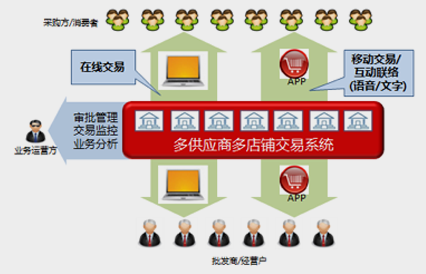 采购方/消费者
在线交易
移动交易/
互动联络
(语音/文字)
APP
审批管理
交易监控
业务分析
业务运营方
多供应商多店铺交易系统
APP
批发商/经营户